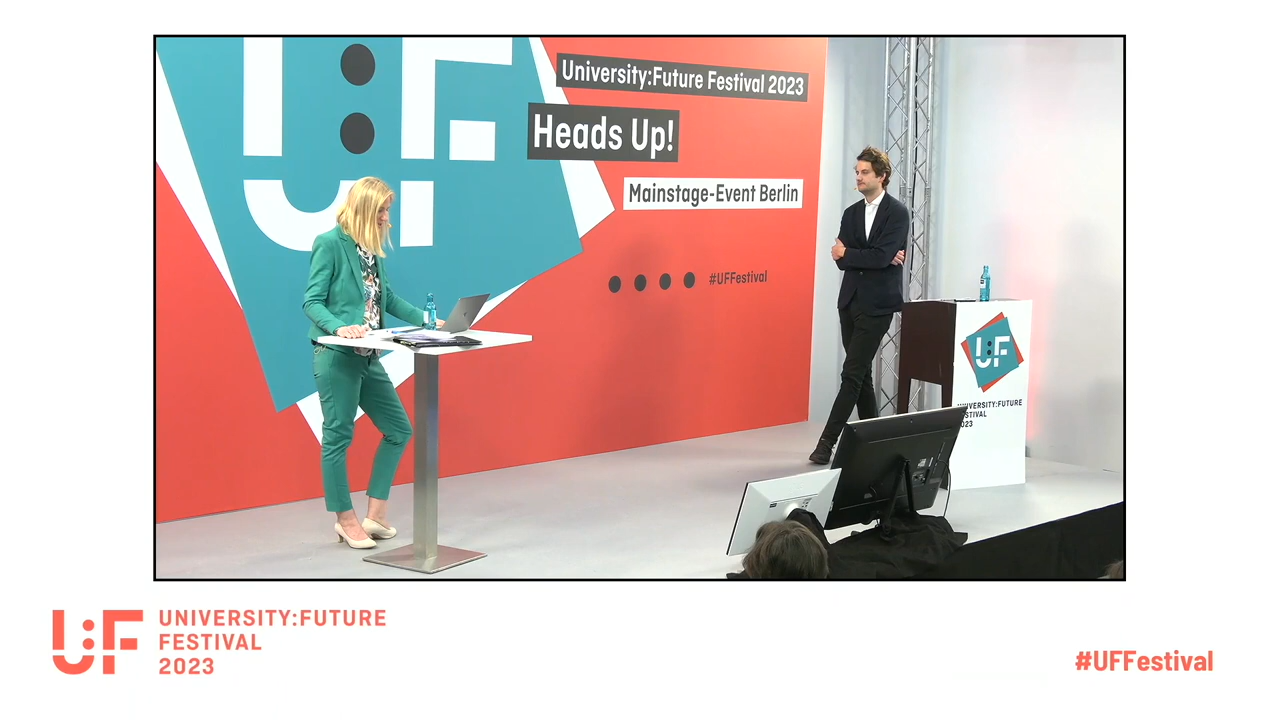 U:F
University:Future Festival 2023
Heads Up!
Mainstage-Event Berlin
#UFFestival
U:F
UNIVERSITY:FUTURE
FESTIVAL
2023
U:F
UNIVERSITY:FUTURE
FESTIVAL
2023
#UFFestival